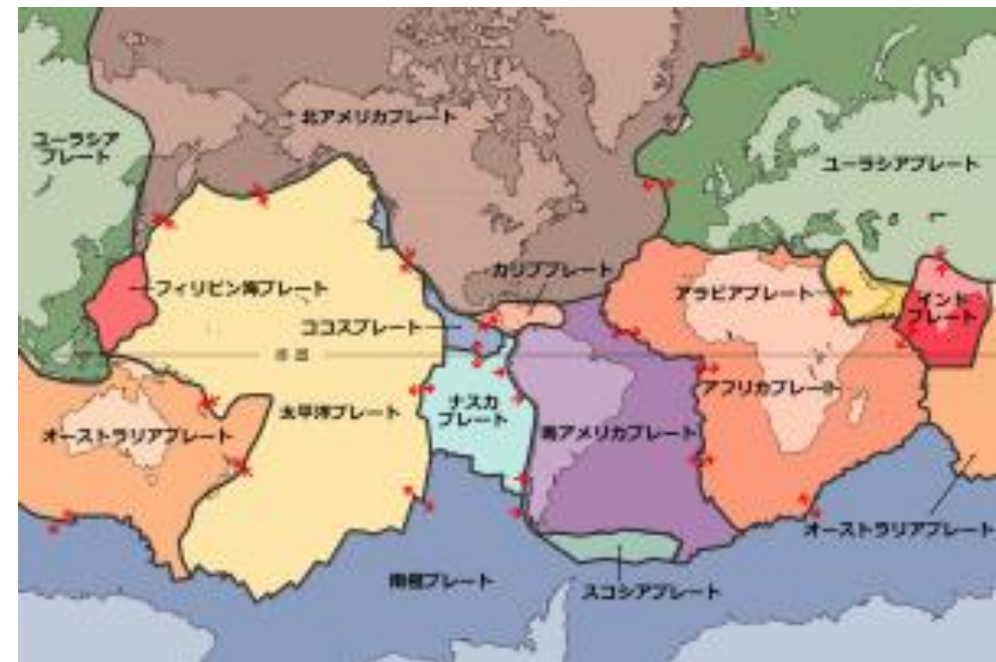 北アメリカプレート
ユーラシア
プレート
ユーラシアプレート
カリブプレート
フィリピン海プレート
アラビアプレート
インド
プレート
ココスプレート
赤道
ナスカ
プレート
アフリカプレート
太平洋プレート
オーストラリアプレート
南アメリカプレート
オーストラリアプレート
南極プレート
スコシアプレート